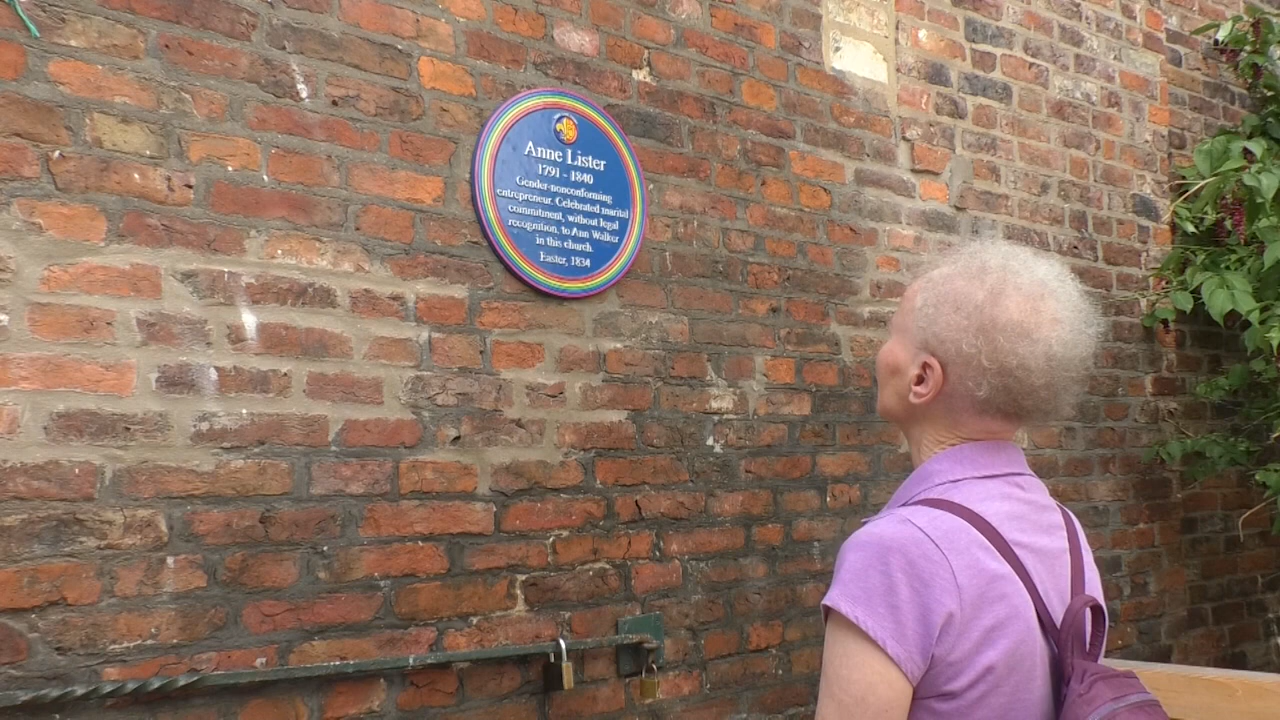 Anne Lister
1791 - 1840
Gender-nonconforming
entrepreneur. Celebrated marital
commitment, without legal
recognition, to Ann Walker
in this church.
Easter, 1834